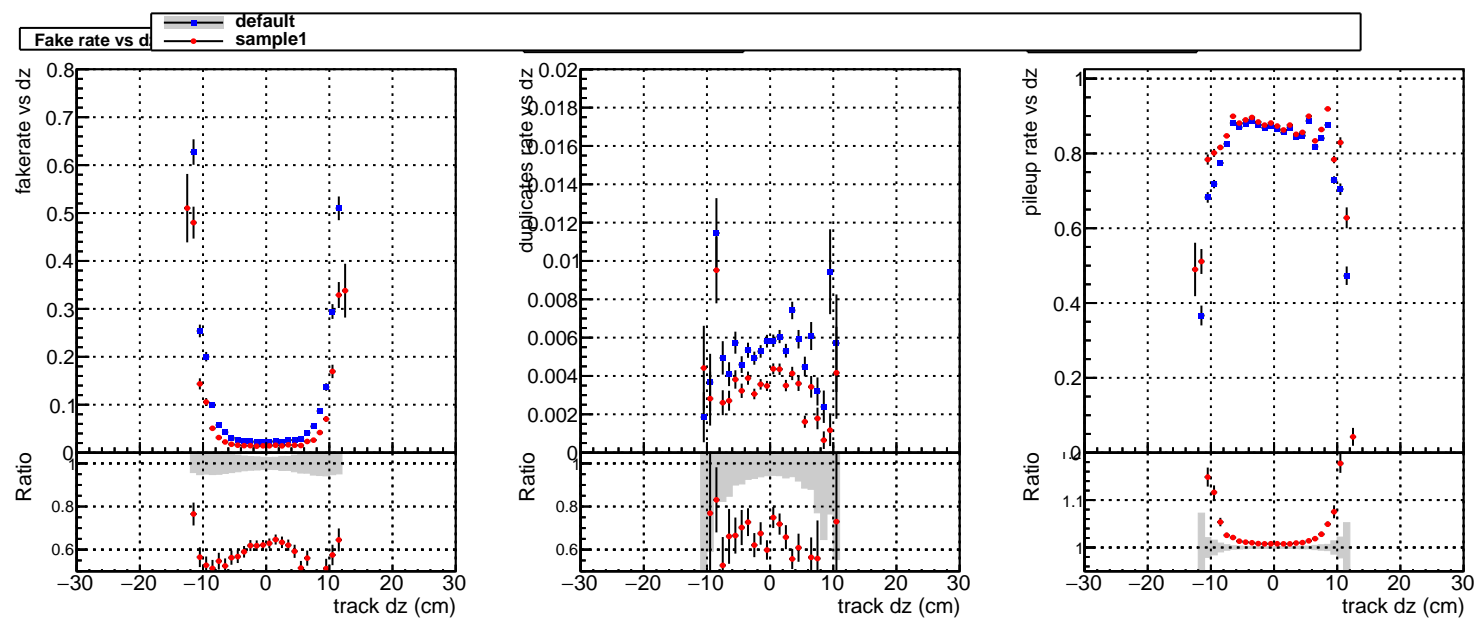 default
sample1
Fake rate vs dz
fakerate vs dz
0.8
0.7
0.6
0.5
0.4
0.3
0.2
0.1
0
Ratio
1
0.8
0.6
−30 −20 −10 0 10 20 30
track dz (cm)
duplicates rate vs dz
0.02
0.018
0.016
0.014
0.012
0.01
0.008
0.006
0.004
0.002
0
Ratio
1
0.8
0.6
−30 −20 −10 0 10 20 30
track dz (cm)
pileup rate vs dz
1
0.8
0.6
0.4
0.2
0
Ratio
1.1
1
−30 −20 −10 0 10 20 30
track dz (cm)